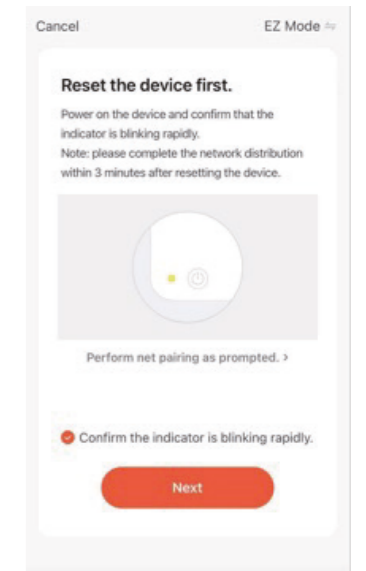 Cancel EZ Mode
Reset the device first.
Power on the device and confirm that the
indicator is blinking rapidly.
Note: please complete the network distribution
within 3 minutes after resetting the device.
Perform net pairing as prompted. >
Confirm the indicator is blinking rapidly.
Next